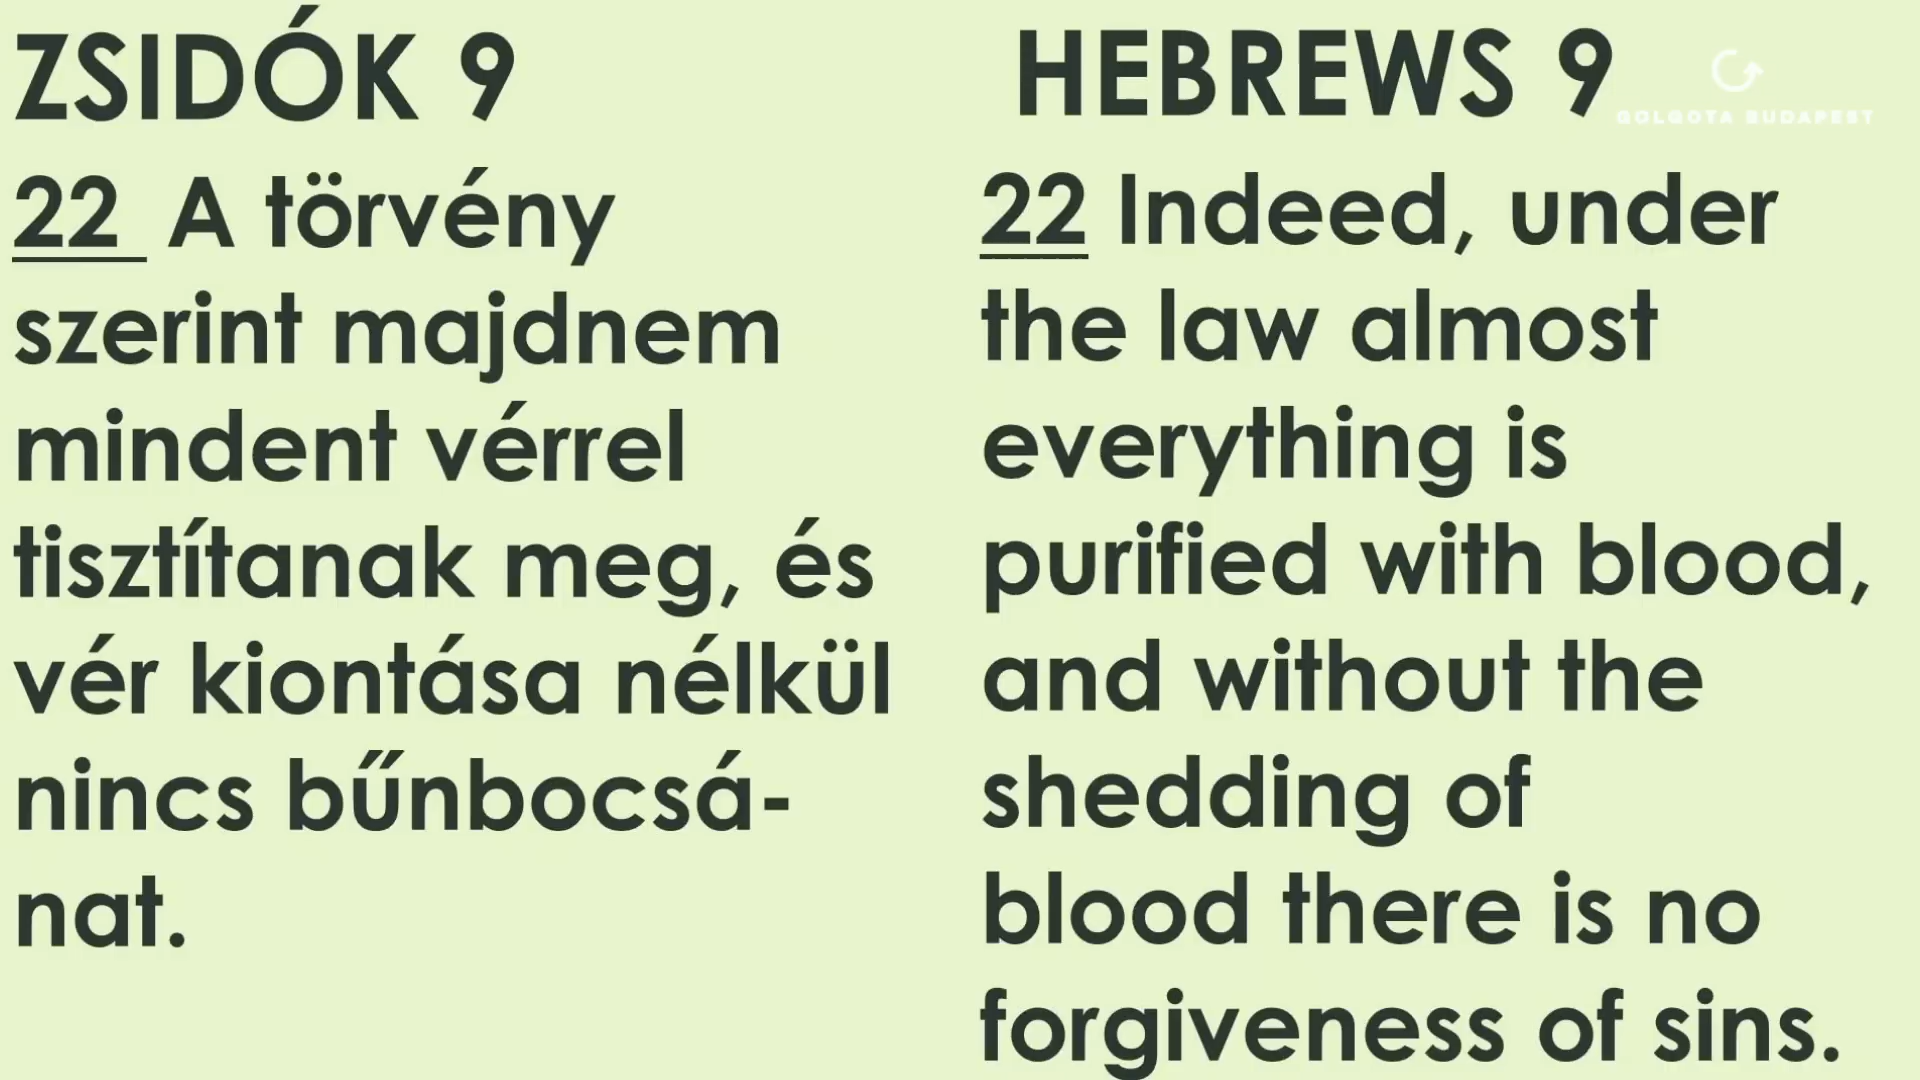 ZSIDÓK 9
22 A törvény
szerint majdnem
mindent vérrel
tisztítanak meg, és
vér kiontása nélkül
nincs bűnbocsá-
nat.
HEBREWS 9
22 Indeed, under
the law almost
everything is
purified with blood,
and without the
shedding of
blood there is no
forgiveness of sins.
GOLGOTA BUDAPEST